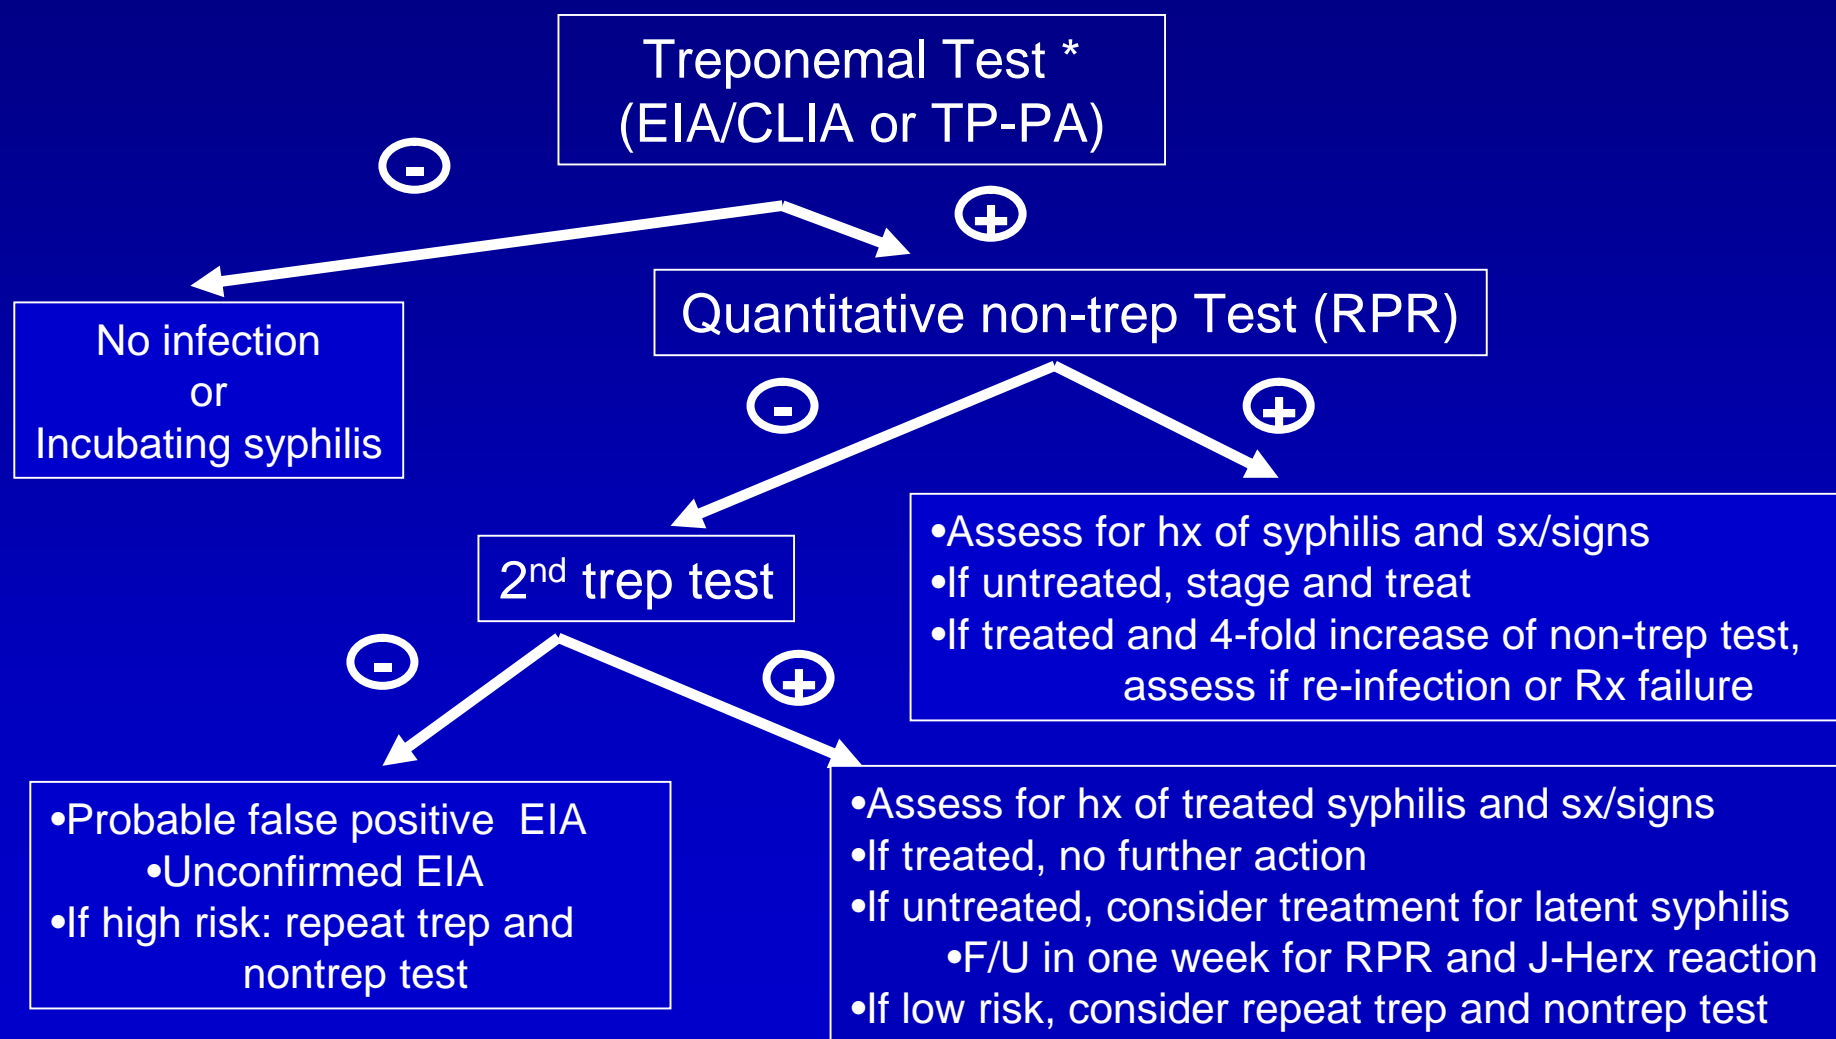 Treponemal Test *
(EIA/CLIA or TP-PA)
-
+
No infection
or
Incubating syphilis
Quantitative non-trep Test (RPR)
-
+
2nd trep test
•Assess for hx of syphilis and sx/signs
•If untreated, stage and treat
•If treated and 4-fold increase of non-trep test,
assess if re-infection or Rx failure
-
+
•Probable false positive  EIA
•Unconfirmed EIA
•If high risk: repeat trep and
nontrep test
•Assess for hx of treated syphilis and sx/signs
•If treated, no further action
•If untreated, consider treatment for latent syphilis
•F/U in one week for RPR and J-Herx reaction
•If low risk, consider repeat trep and nontrep test